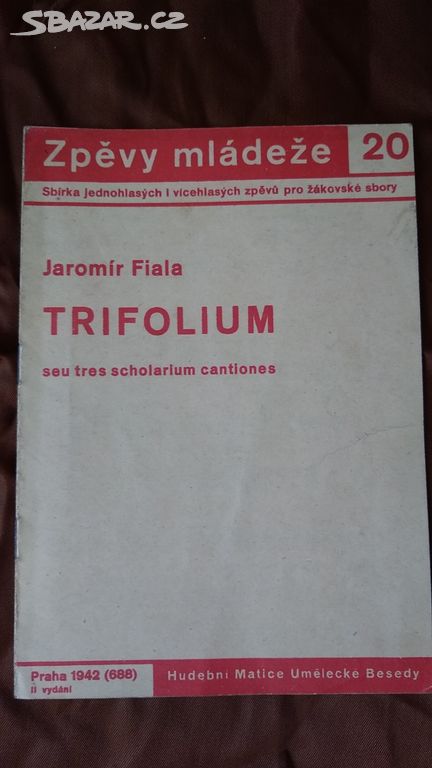 SBAZAR.CZ
Zpěvy mládeže 20
Sbírka jednohlasých i vícehlasých zpěvů pro žákovské sbory
Jaromír Fiala
TRIFOLIUM
seu tres scholarium cantiones
Praha 1942 (688)
II vydání
Hudební Matice Umělecké Besedy